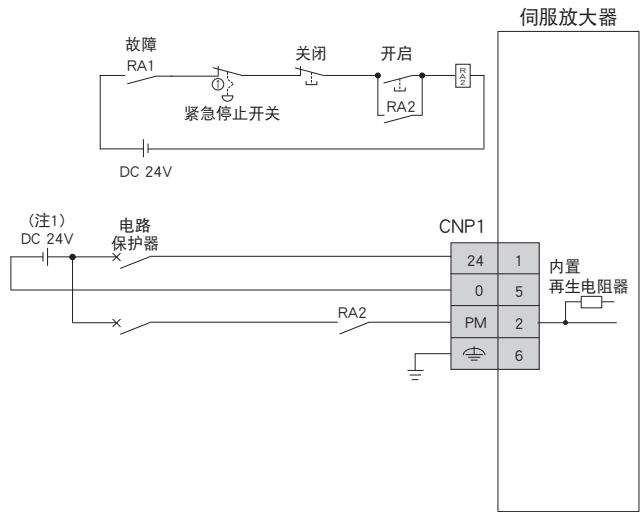 伺服放大器
故障
RA1
关闭
开启
RA2
RA2
紧急停止开关
DC 24V
(注1)
DC 24V
电路
保护器
CNP1
24 1
内置
再生电阻器
0 5
RA2
PM 2
6